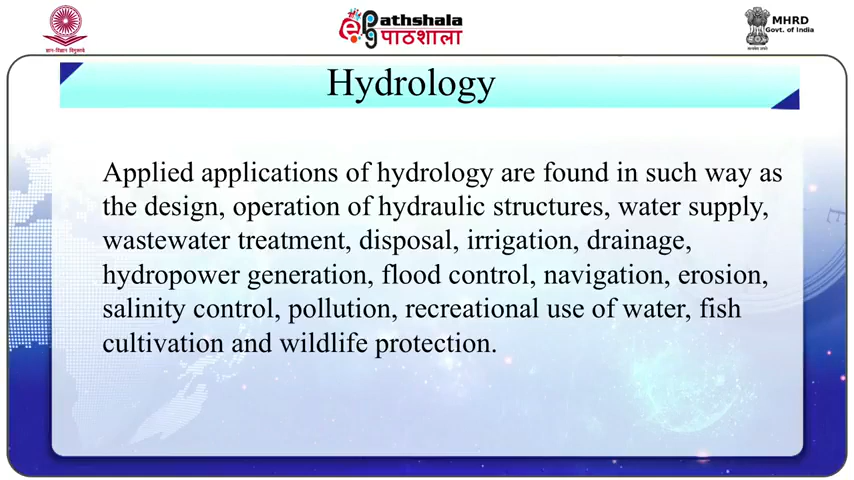 ज्ञान-विज्ञान विमुक्तये
ePathshala
पाठशाला
MHRD
Govt. of India
Hydrology
Applied applications of hydrology are found in such way as
the design, operation of hydraulic structures, water supply,
wastewater treatment, disposal, irrigation, drainage,
hydropower generation, flood control, navigation, erosion,
salinity control, pollution, recreational use of water, fish
cultivation and wildlife protection.